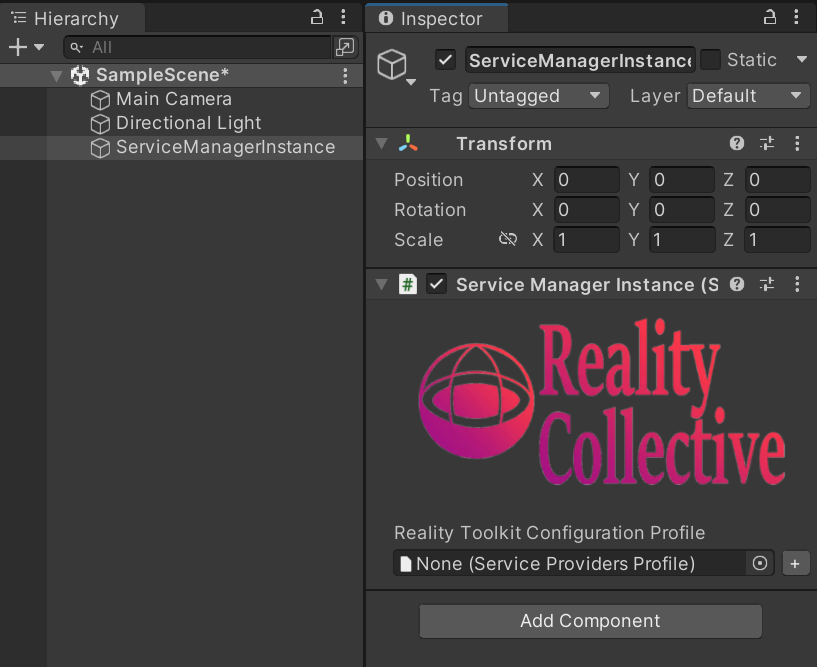 Hierarchy
All
SampleScene*
Main Camera
Directional Light
ServiceManagerInstance
Inspector
ServiceManagerInstance
Static
Tag Untagged Layer Default
Transform
Position X 0 Y 0 Z 0
Rotation X 0 Y 0 Z 0
Scale X 1 Y 1 Z 1
# Service Manager Instance (S
Reality
Collective
Reality Toolkit Configuration Profile
None (Service Providers Profile)
Add Component